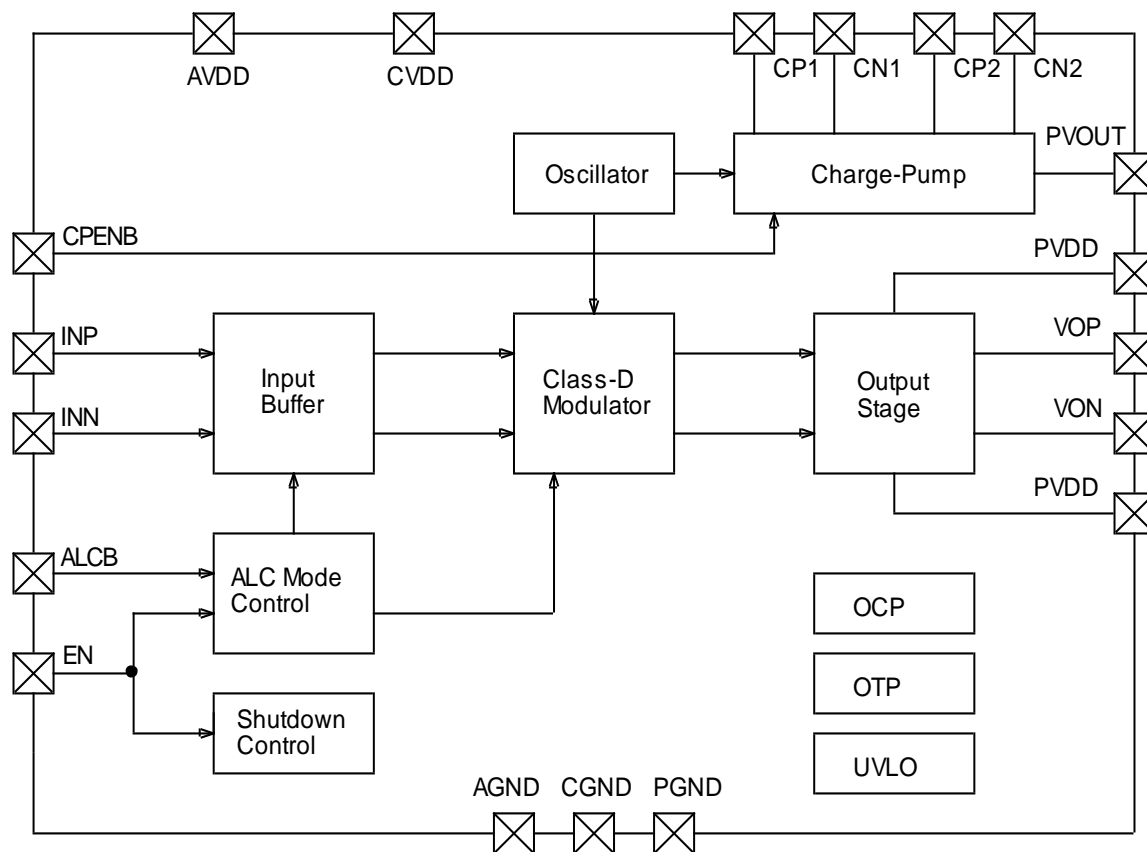 AVDD
CVDD
CP1
CN1
CP2
CN2
PVOUT
Oscillator
Charge-Pump
CPENB
PVDD
INP
Input
Buffer
Class-D
Modulator
Output
Stage
VOP
INN
VON
PVDD
ALCB
ALC Mode
Control
OCP
EN
OTP
Shutdown
Control
UVLO
AGND
CGND
PGND